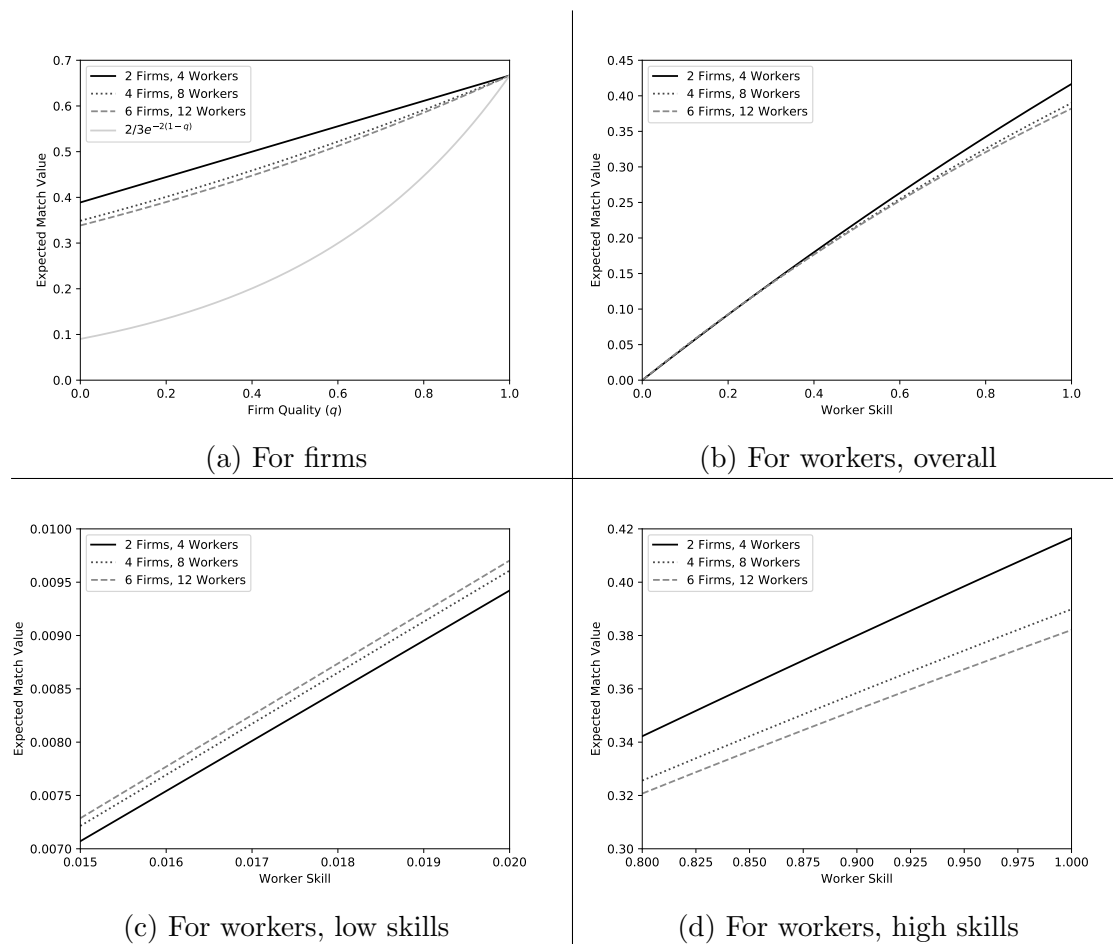 0.7
0.6
0.5
0.4
0.3
0.2
0.1
0.0
Expected Match Value
2 Firms, 4 Workers
4 Firms, 8 Workers
6 Firms, 12 Workers
2/3e^{-2(1-q)}
0.0 0.2 0.4 0.6 0.8 1.0
Firm Quality (q)
(a) For firms
0.45
0.40
0.35
0.30
0.25
0.20
0.15
0.10
0.05
0.00
Expected Match Value
2 Firms, 4 Workers
4 Firms, 8 Workers
6 Firms, 12 Workers
0.0 0.2 0.4 0.6 0.8 1.0
Worker Skill
(b) For workers, overall
0.0100
0.0095
0.0090
0.0085
0.0080
0.0075
0.0070
Expected Match Value
2 Firms, 4 Workers
4 Firms, 8 Workers
6 Firms, 12 Workers
0.015 0.016 0.017 0.018 0.019 0.020
Worker Skill
(c) For workers, low skills
0.42
0.40
0.38
0.36
0.34
0.32
0.30
Expected Match Value
2 Firms, 4 Workers
4 Firms, 8 Workers
6 Firms, 12 Workers
0.800 0.825 0.850 0.875 0.900 0.925 0.950 0.975 1.000
Worker Skill
(d) For workers, high skills